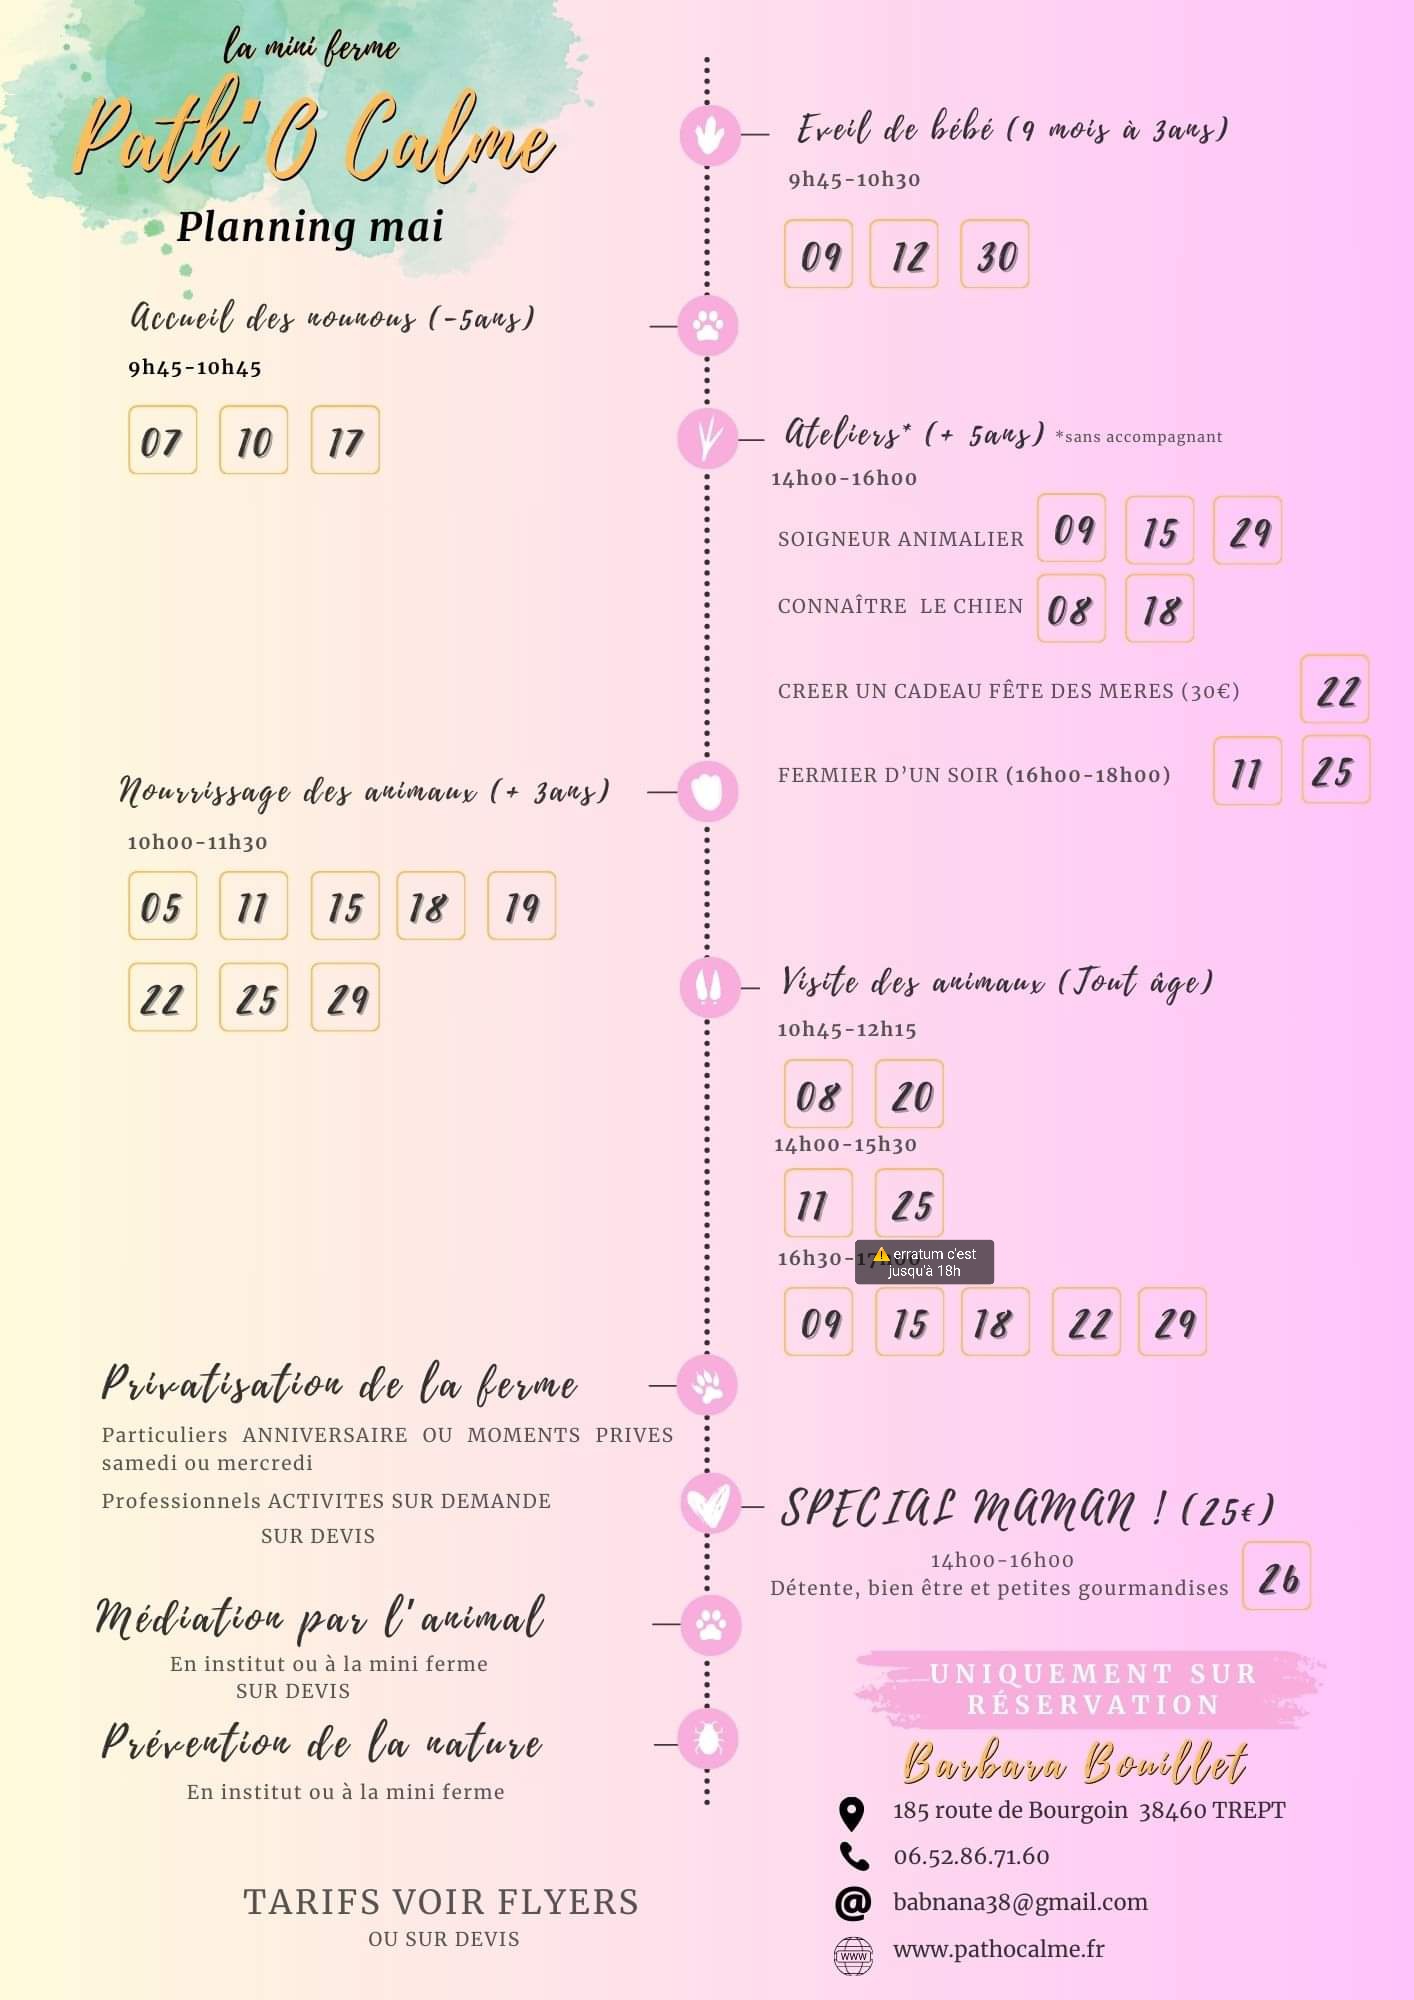 la mini ferme
Path'O Calme
Planning mai
Eveil de bébé (9 mois à 3ans)
9h45-10h30
09 12 30
Accueil des nounous (-5ans)
9h45-10h45
07 10 17
Ateliers* (+ 5ans) *sans accompagnant
14h00-16h00
SOIGNEUR ANIMALIER 09 15 29
CONNAÎTRE LE CHIEN 08 18
CREER UN CADEAU FÊTE DES MERES (30€) 22
FERMIER D'UN SOIR (16h00-18h00) 11 25
Nourrissage des animaux (+ 3ans)
10h00-11h30
05 11 15 18 19
22 25 29
Visite des animaux (Tout âge)
10h45-12h15
08 20
14h00-15h30
11 25
16h30-17h00
⚠️ erratum c'est
jusqu'à 18h
09 15 18 22 29
Privatisation de la ferme
Particuliers ANNIVERSAIRE OU MOMENTS PRIVES
samedi ou mercredi
Professionnels ACTIVITES SUR DEMANDE
SUR DEVIS
SPECIAL MAMAN ! (25€)
14h00-16h00
Détente, bien être et petites gourmandises 26
Médiation par l'animal
En institut ou à la mini ferme
SUR DEVIS
Prévention de la nature
En institut ou à la mini ferme
TARIFS VOIR FLYERS
OU SUR DEVIS
UNIQUEMENT SUR
RÉSERVATION
Barbara Bouillet
185 route de Bourgoin 38460 TREPT
06.52.86.71.60
@ babnana38@gmail.com
WWW www.pathocalme.fr